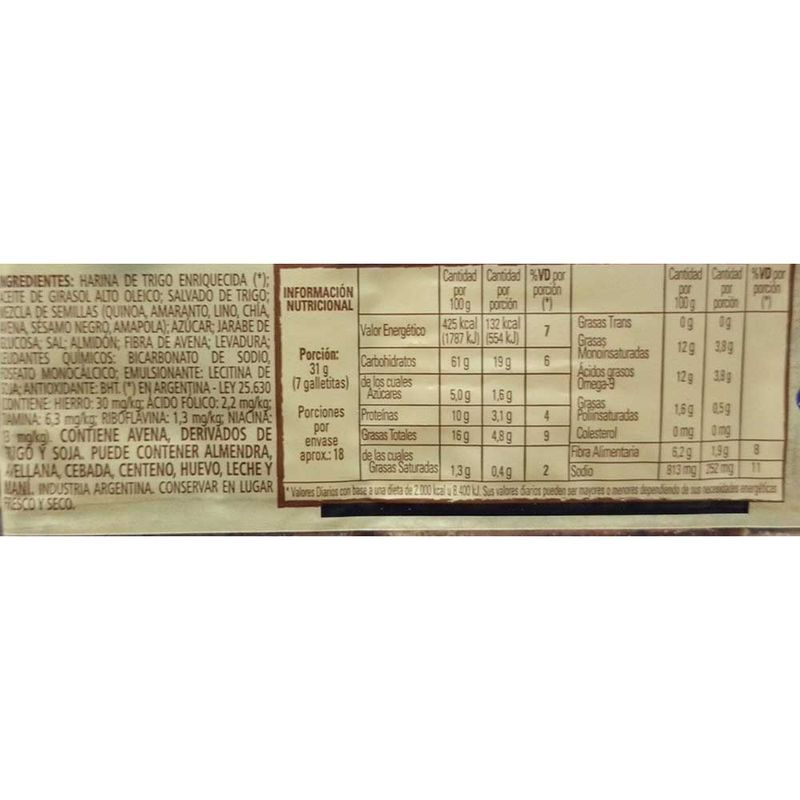 NGREDIENTES: HARINA DE TRIGO ENRIQUECIDA (*);
CEITE DE GIRASOL ALTO OLEICO; SALVADO DE TRIGO;
MEZCLA DE SEMILLAS (QUINOA, AMARANTO, LINO, CHÍA,
AVENA, SÉSAMO NEGRO, AMAPOLA); AZÚCAR; JARABE DE
GLUCOSA; SAL; ALMIDÓN; FIBRA DE AVENA; LEVADURA;
LEUDANTES QUÍMICOS: BICARBONATO DE SODIO,
FOSFATO MONOCÁLCICO; EMULSIONANTE: LECITINA DE
SOJA; ANTIOXIDANTE: BHT. (*) EN ARGENTINA - LEY 25.630
CONTIENE: HIERRO: 30 mg/kg; ÁCIDO FÓLICO: 2,2 mg/kg;
TIAMINA: 6,3 mg/kg; RIBOFLAVINA: 1,3 mg/kg; NIACINA:
13 mg/kg). CONTIENE AVENA, DERIVADOS DE
TRIGO Y SOJA. PUEDE CONTENER ALMENDRA,
AVELLANA, CEBADA, CENTENO, HUEVO, LECHE Y
MANÍ. INDUSTRIA ARGENTINA. CONSERVAR EN LUGAR
FRESCO Y SECO.
INFORMACIÓN
NUTRICIONAL
Porción:
31 g
(7 galletitas)
Porciones
por
envase
aprox.: 18
Cantidad por 100 g Cantidad por porción %VD por porción (*)
Valor Energético 425 kcal (1787 kJ) 132 kcal (554 kJ) 7
Carbohidratos 61 g 19 g 6
de los cuales
Azúcares 5,0 g 1,6 g
Proteínas 10 g 3,1 g 4
Grasas Totales 16 g 4,8 g 9
de las cuales
Grasas Saturadas 1,3 g 0,4 g 2
Cantidad por 100 g Cantidad por porción %VD por porción (*)
Grasas Trans 0 g 0 g
Grasas
Monoinsaturadas 12 g 3,8 g
Ácidos grasos
Omega-9 12 g 3,8 g
Grasas
Poliinsaturadas 1,6 g 0,5 g
Colesterol 0 mg 0 mg
Fibra Alimentaria 6,2 g 1,9 g 8
Sodio 813 mg 252 mg 11
* Valores Diarios con base a una dieta de 2.000 kcal u 8.400 kJ. Sus valores diarios pueden ser mayores o menores dependiendo de sus necesidades energéticas